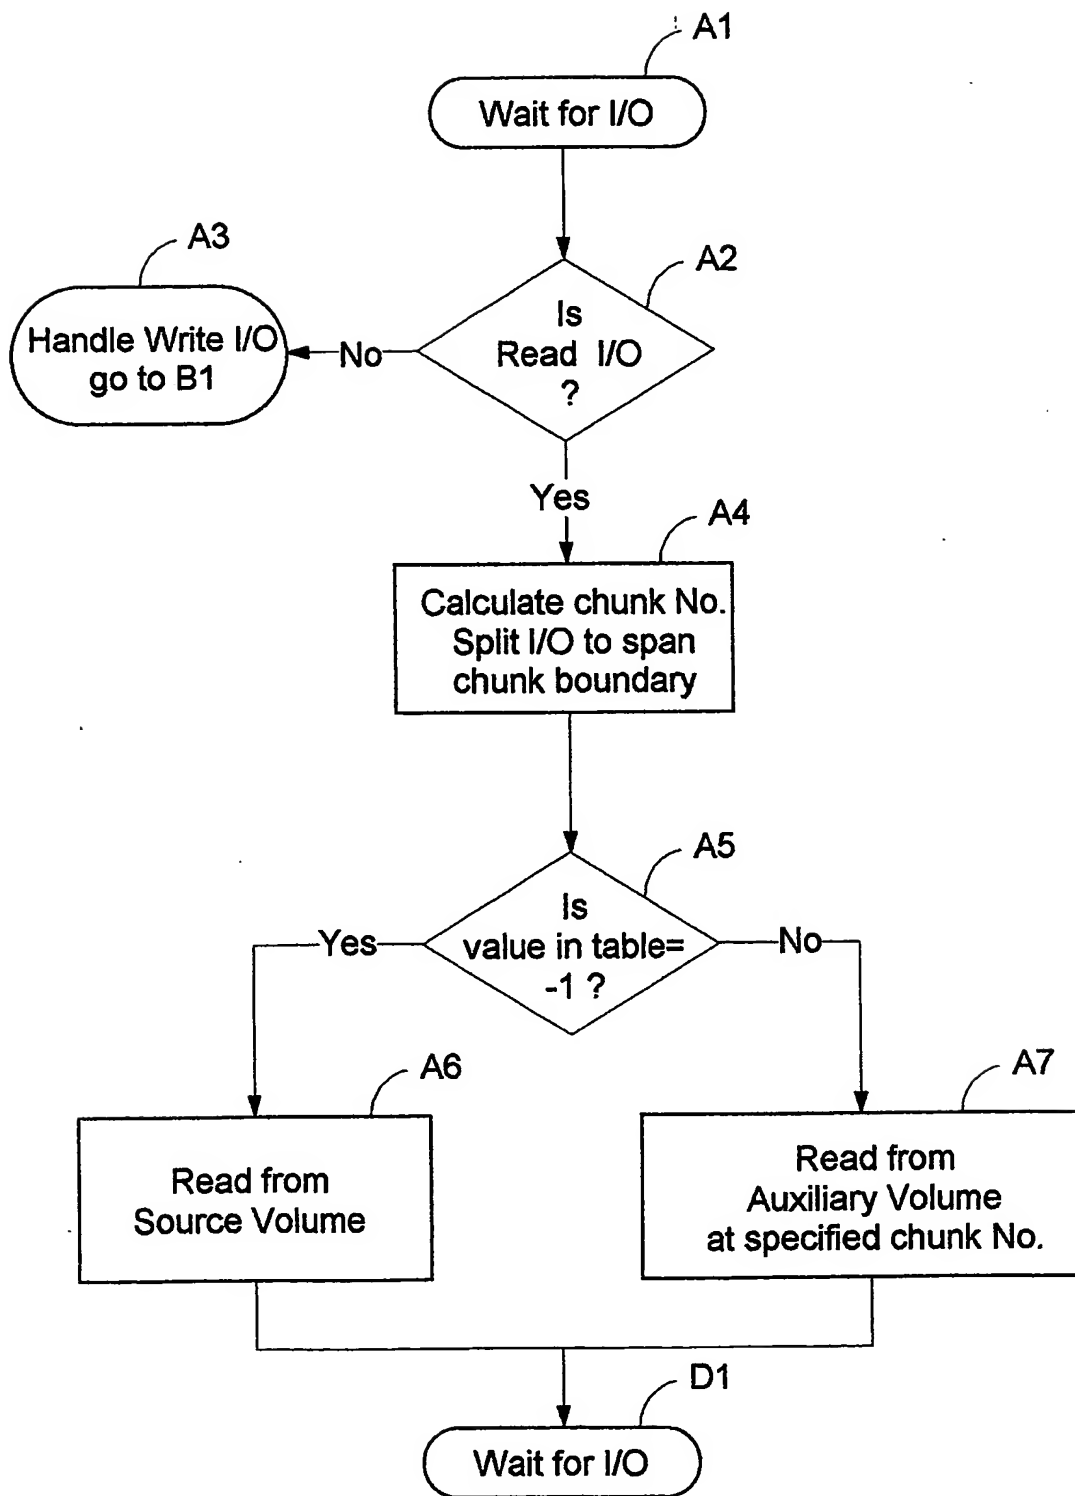 A1
Wait for I/O
A3
A2
Handle Write I/O
go to B1
No
Is
Read I/O
?
Yes
A4
Calculate chunk No.
Split I/O to span
chunk boundary
A5
Is
value in table=
-1 ?
Yes
No
A6
A7
Read from
Source Volume
Read from
Auxiliary Volume
at specified chunk No.
D1
Wait for I/O